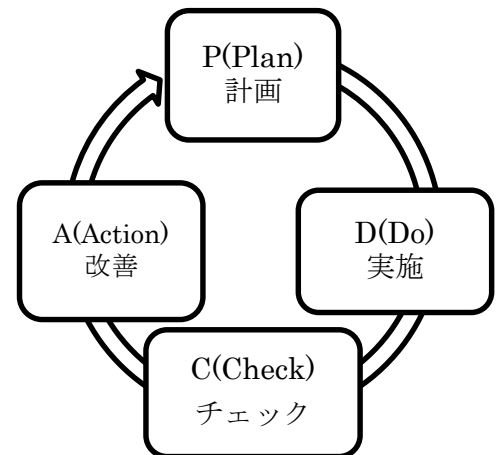 P(Plan)
計画
D(Do)
実施
C(Check)
チェック
A(Action)
改善